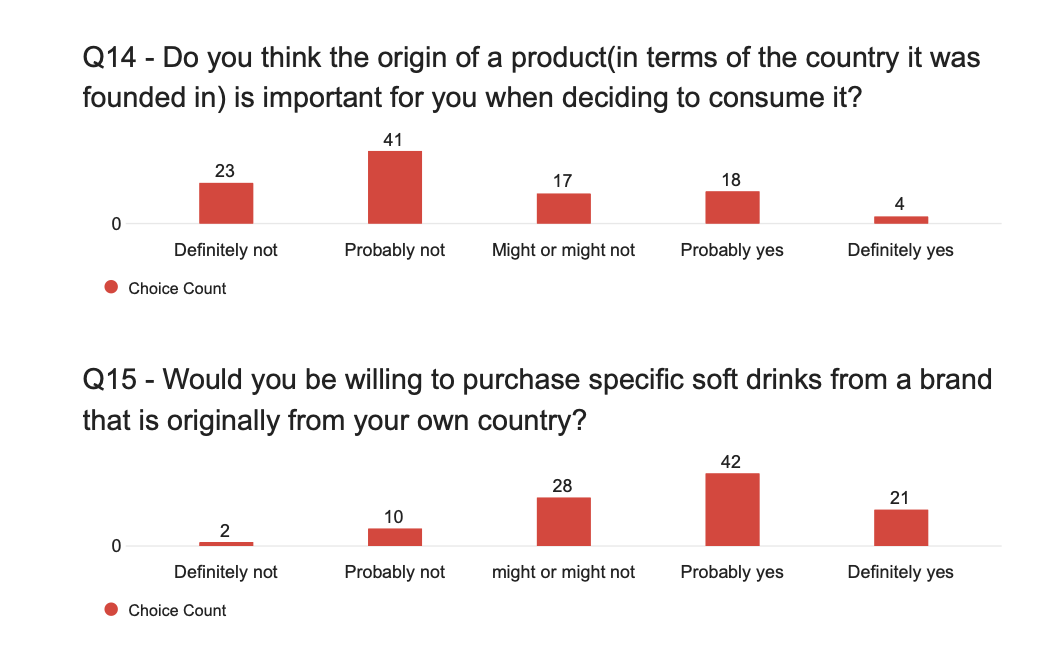 Q14 - Do you think the origin of a product(in terms of the country it was
founded in) is important for you when deciding to consume it?
41
23
18
17
4
0
Definitely not Probably not Might or might not Probably yes Definitely yes
Choice Count
Q15 - Would you be willing to purchase specific soft drinks from a brand
that is originally from your own country?
42
28
21
10
2
0
Definitely not Probably not might or might not Probably yes Definitely yes
Choice Count